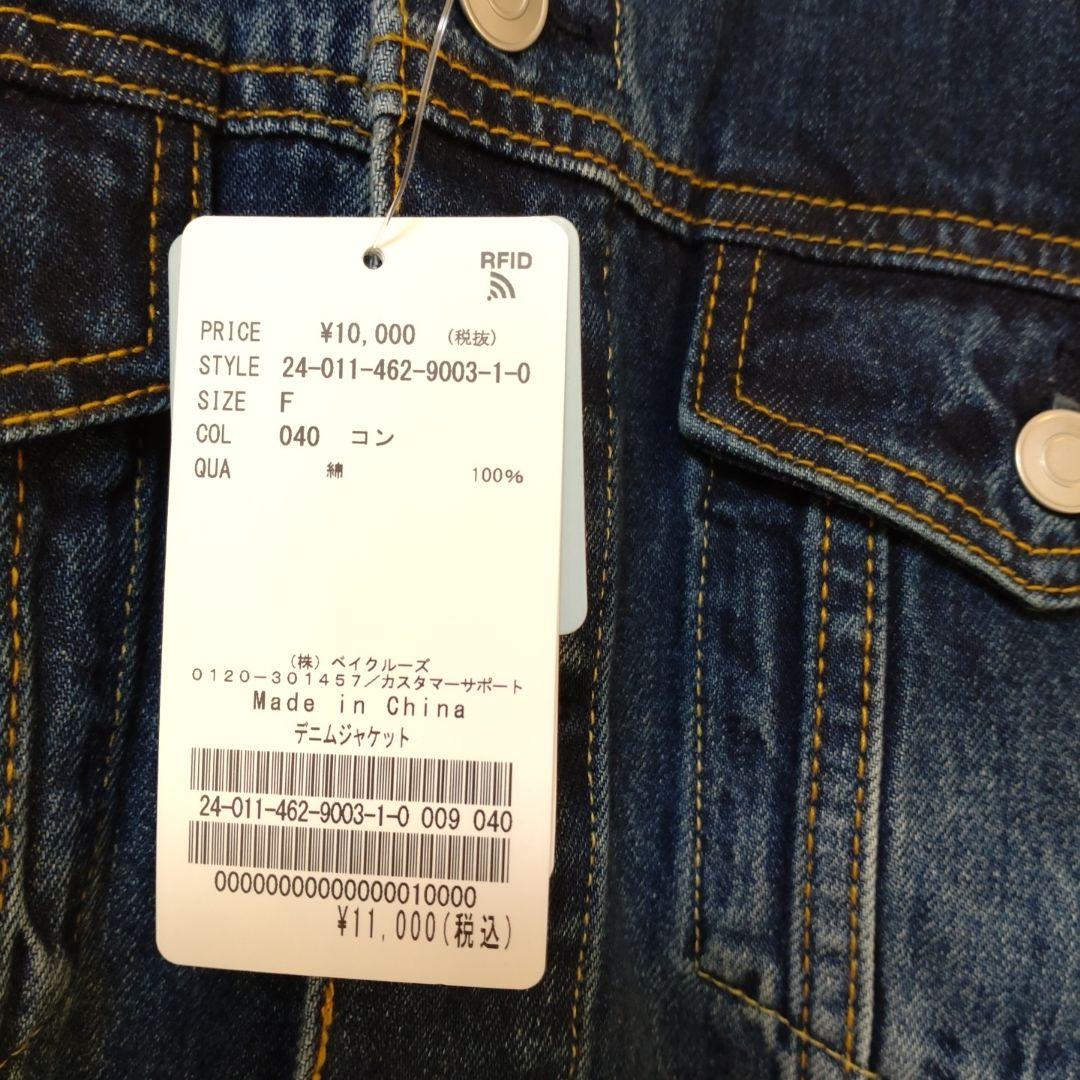 RFID
PRICE ¥10,000 (税抜)
STYLE 24-011-462-9003-1-0
SIZE F
COL 040 コン
QUA 綿 100%
(株) ベイクルーズ
0120-301457/カスタマーサポート
Made in China
デニムジャケット
24-011-462-9003-1-0 009 040
00000000000000010000
¥11,000(税込)